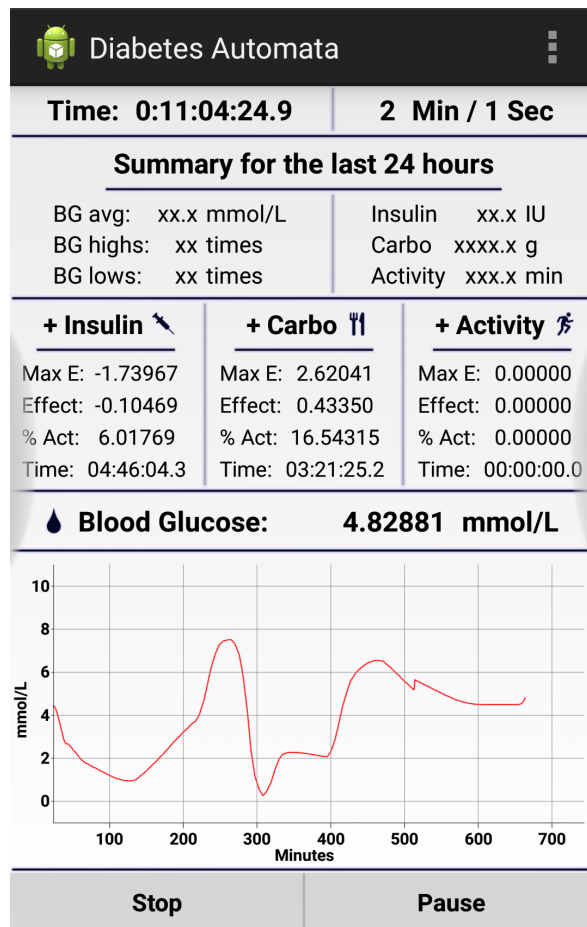 Diabetes Automata
Time: 0:11:04:24.9 2 Min / 1 Sec
Summary for the last 24 hours
BG avg: xx.x mmol/L Insulin xx.x IU
BG highs: xx times Carbo xxxx.x g
BG lows: xx times Activity xxx.x min
+ Insulin + Carbo + Activity
Max E: -1.73967 Max E: 2.62041 Max E: 0.00000
Effect: -0.10469 Effect: 0.43350 Effect: 0.00000
% Act: 6.01769 % Act: 16.54315 % Act: 0.00000
Time: 04:46:04.3 Time: 03:21:25.2 Time: 00:00:00.0
Blood Glucose: 4.82881 mmol/L
10
8
6
4
2
0
mmol/L
100 200 300 400 500 600 700
Minutes
Stop Pause